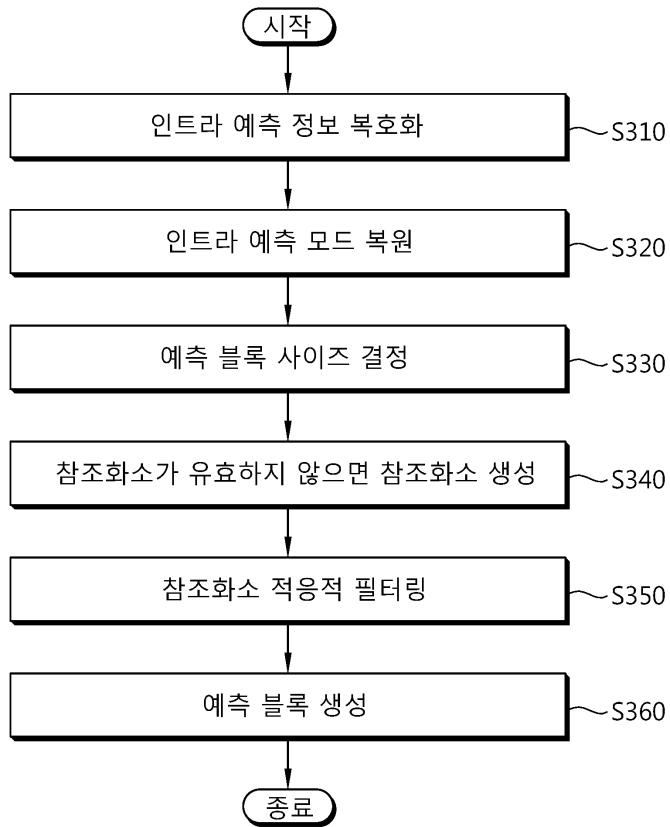 시작
인트라 예측 정보 복호화
S310
인트라 예측 모드 복원
S320
예측 블록 사이즈 결정
S330
참조화소가 유효하지 않으면 참조화소 생성
S340
참조화소 적응적 필터링
S350
예측 블록 생성
S360
종료